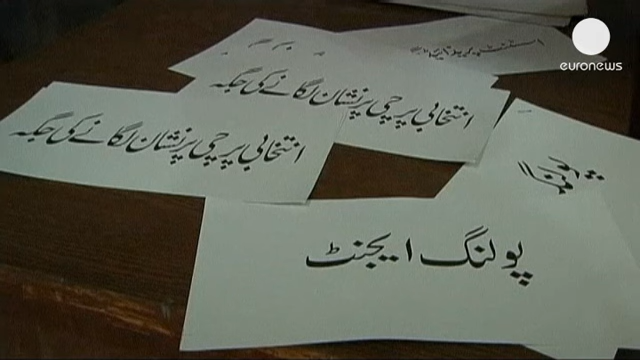 euronews
انتخابی پرچی پر نشان لگانے کی جگہ
انتخابی پرچی پر نشان لگانے کی جگہ
پولنگ ایجنٹ